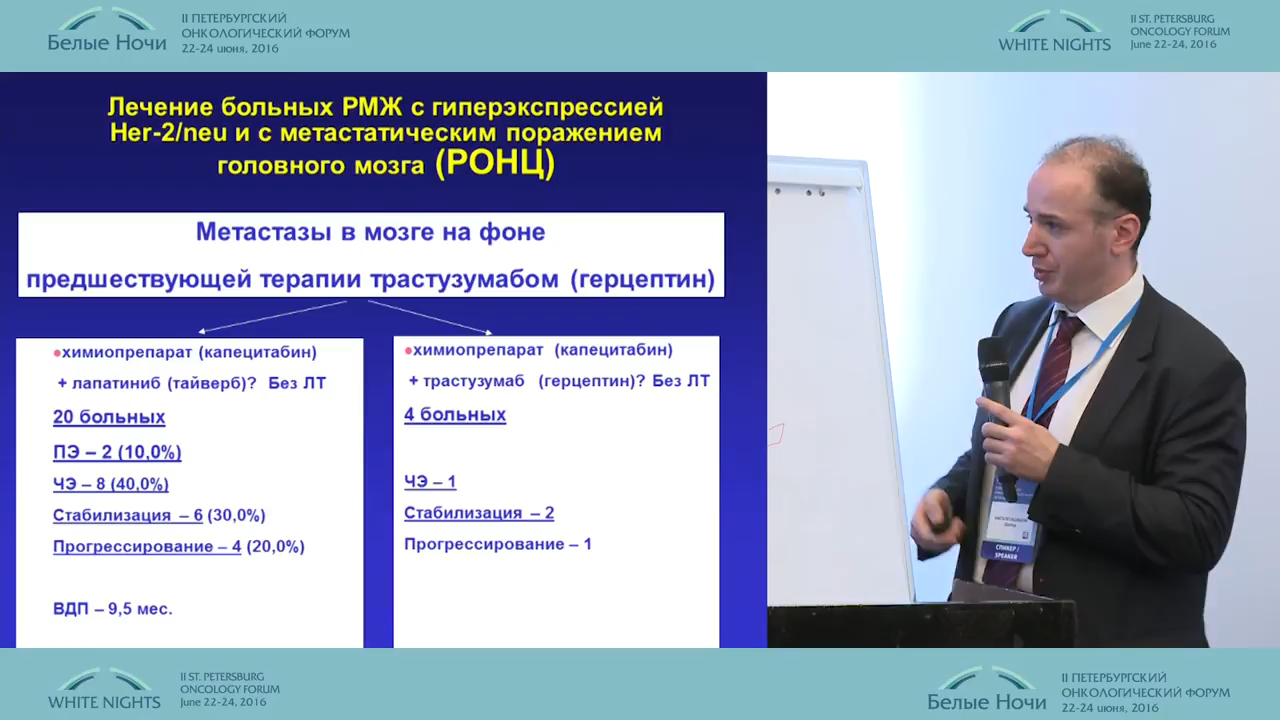 Белые Ночи
II ПЕТЕРБУРГСКИЙ
ОНКОЛОГИЧЕСКИЙ ФОРУМ
22-24 июня, 2016
WHITE NIGHTS
II ST. PETERSBURG
ONCOLOGY FORUM
June 22-24, 2016
Лечение больных РМЖ с гиперэкспрессией
Her-2/neu и с метастатическим поражением
головного мозга (РОНЦ)
Метастазы в мозге на фоне
предшествующей терапии трастузумабом (герцептин)
•химиопрепарат (капецитабин)
+ лапатиниб (тайверб)? Без ЛТ
20 больных
ПЭ – 2 (10,0%)
ЧЭ – 8 (40,0%)
Стабилизация – 6 (30,0%)
Прогрессирование – 4 (20,0%)
ВДП – 9,5 мес.
•химиопрепарат (капецитабин)
+ трастузумаб (герцептин)? Без ЛТ
4 больных
ЧЭ – 1
Стабилизация – 2
Прогрессирование – 1
СПИКЕР /
SPEAKER
WHITE NIGHTS
II ST. PETERSBURG
ONCOLOGY FORUM
June 22-24, 2016
Белые Ночи
II ПЕТЕРБУРГСКИЙ
ОНКОЛОГИЧЕСКИЙ ФОРУМ
22-24 июня, 2016